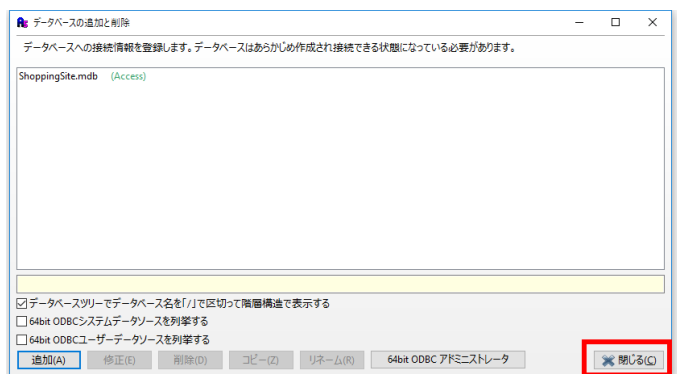 データベースの追加と削除
データベースへの接続情報を登録します。データベースはあらかじめ作成され接続できる状態になっている必要があります。
ShoppingSite.mdb (Access)
データベースツリーでデータベース名を「/」で区切って階層構造で表示する
64bit ODBCシステムデータソースを列挙する
64bit ODBCユーザーデータソースを列挙する
追加(A) 修正(E) 削除(D) コピー(Z) リネーム(R) 64bit ODBC アドミニストレータ 閉じる(C)